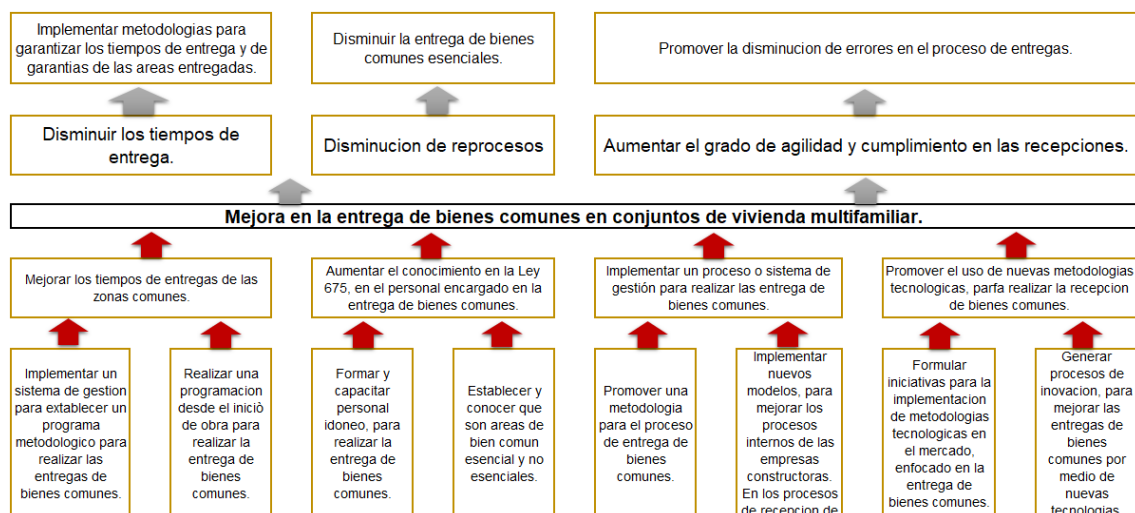 Implementar metodologias para
garantizar los tiempos de entrega y de
garantias de las areas entregadas.
Disminuir la entrega de bienes
comunes esenciales.
Promover la disminucion de errores en el proceso de entregas.
Disminuir los tiempos de
entrega.
Disminucion de reprocesos
Aumentar el grado de agilidad y cumplimiento en las recepciones.
Mejora en la entrega de bienes comunes en conjuntos de vivienda multifamiliar.
Mejorar los tiempos de entregas de las
zonas comunes.
Aumentar el conocimiento en la Ley
675, en el personal encargado en la
entrega de bienes comunes.
Implementar un proceso o sistema de
gestión para realizar las entrega de
bienes comunes.
Promover el uso de nuevas metodologias
tecnologicas, parfa realizar la recepcion
de bienes comunes.
Implementar un
sistema de gestion
para extablecer un
programa
metodologico para
realizar las
entregas de
bienes comunes.
Realizar una
programacion
desde el iniciò
de obra para
realizar la
entrega de
bienes
comunes.
Formar y
capacitar
personal
idoneo, para
realizar la
entrega de
bienes
comunes.
Establecer y
conocer que
son areas de
bien comun
esencial y no
esenciales.
Promover una
metodologia
para el proceso
de entrega de
bienes
comunes.
Implementar
nuevos
modelos, para
mejorar los
procesos
internos de las
empresas
constructoras.
En los procesos
de recepcion de
Formular
iniciativas para la
implementacion
de metodologias
tecnologicas en
el mercado,
enfocado en la
entrega de
bienes comunes.
Generar
procesos de
inovacion, para
mejorar las
entregas de
bienes
comunes por
medio de
nuevas
tecnologias.